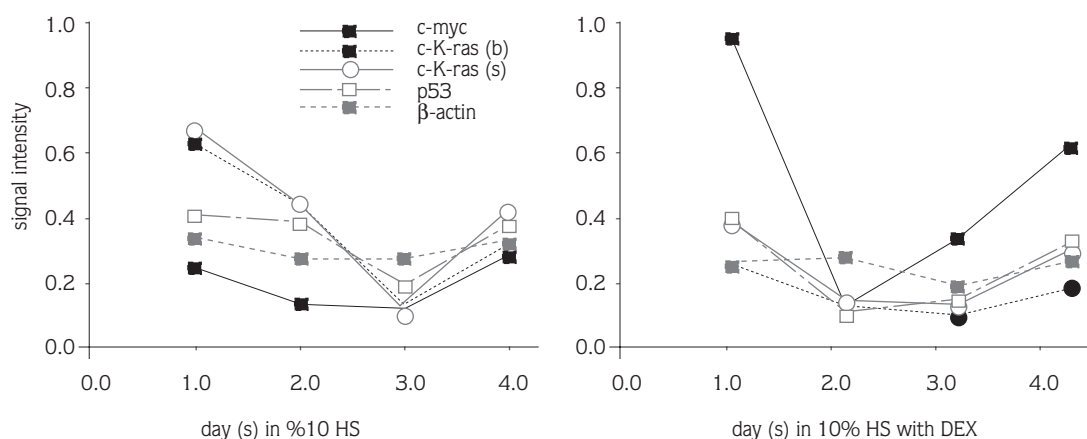 1.0
0.8
0.6
0.4
0.2
0.0
signal intensity
c-myc
c-K-ras (b)
c-K-ras (s)
p53
β-actin
0.0 1.0 2.0 3.0 4.0
day (s) in %10 HS
1.0
0.8
0.6
0.4
0.2
0.0
0.0 1.0 2.0 3.0 4.0
day (s) in 10% HS with DEX